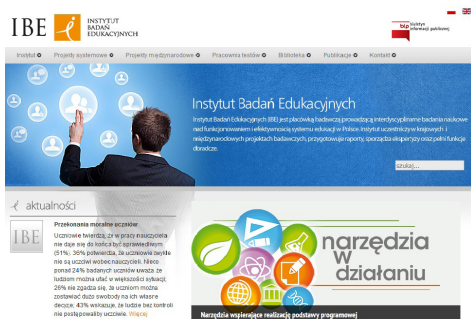 IBE
INSTYTUT
BADAŃ
EDUKACYJNYCH
bip biuletyn
informacji publicznej
Instytut Projekty systemowe Projekty międzynarodowe Pracownia testów Biblioteka Publikacje Kontakt
Instytut Badań Edukacyjnych
Instytut Badań Edukacyjnych (IBE) jest placówką badawczą prowadzącą interdyscyplinarne badania naukowe
nad funkcjonowaniem i efektywnością systemu edukacji w Polsce. Instytut uczestniczy w krajowych i
międzynarodowych projektach badawczych, przygotowuje raporty, sporządza ekspertyzy oraz pełni funkcje
doradcze.
szukaj...
aktualności
IBE
Przekonania moralne uczniów
Uczniowie twierdzą, że w pracy nauczyciela
nie daje się do końca być sprawiedliwym
(51%). 36% potwierdza, że uczniowie zwykle
nie są uczciwi wobec nauczycieli. Nieco
ponad 24% badanych uczniów uważa że
ludziom można ufać w większości sytuacji,
26% nie zgadza się, że uczniom można
zostawiać dużo swobody na ich własne
decyzje; 43% wskazuje, że ludzie bez kontroli
nie postępowaliby uczciwie. Więcej
narzędzia
w
działaniu
Narzędzia wspierające realizację podstawy programowej